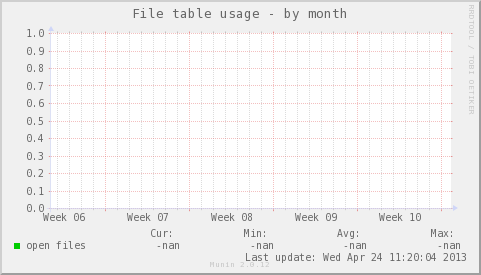 File table usage - by month
RRDTOOL / TOBI OETIKER
1.0
0.9
0.8
0.7
0.6
0.5
0.4
0.3
0.2
0.1
0.0
Week 06 Week 07 Week 08 Week 09 Week 10
Cur: Min: Avg: Max:
open files -nan -nan -nan -nan
Last update: Wed Apr 24 11:20:04 2013
Munin 2.0.12